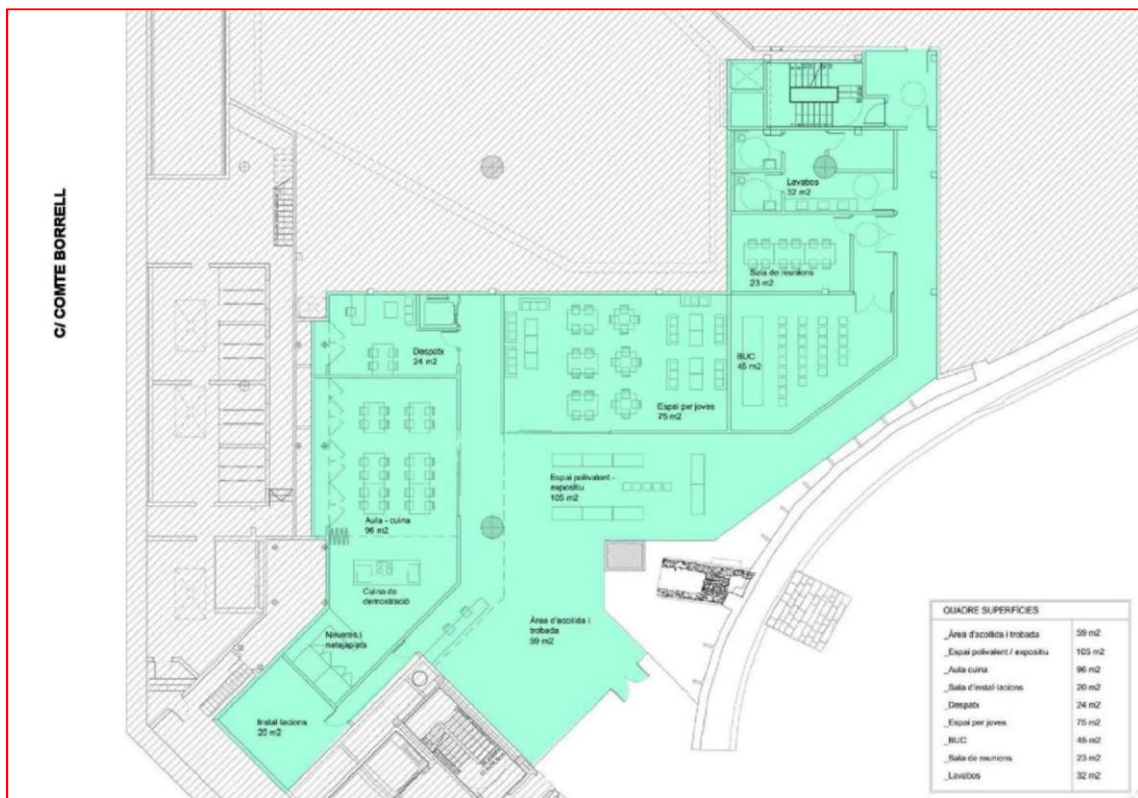 C/ COMTE BORRELL
Lavabos
32 m2
Sala de reunions
23 m2
Despatx
24 m2
BUC
45 m2
Espai per joves
75 m2
Espai polivalent -
expositiu
105 m2
Aula - cuina
96 m2
Cuina de
demostració
Àrea d'acollida i
trobada
59 m2
Neveres i
netejaplats
Instal·lacions
20 m2
QUADRE SUPERFÍCIES
_Àrea d'acollida i trobada 59 m2
_Espai polivalent / expositiu 105 m2
_Aula cuina 96 m2
_Sala d'instal·lacions 20 m2
_Despatx 24 m2
_Espai per joves 75 m2
_BUC 45 m2
_Sala de reunions 23 m2
_Lavabos 32 m2